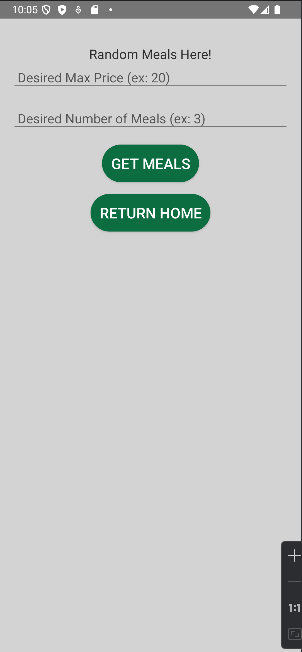 10:05
Random Meals Here!
Desired Max Price (ex: 20)
Desired Number of Meals (ex: 3)
GET MEALS
RETURN HOME
1:1